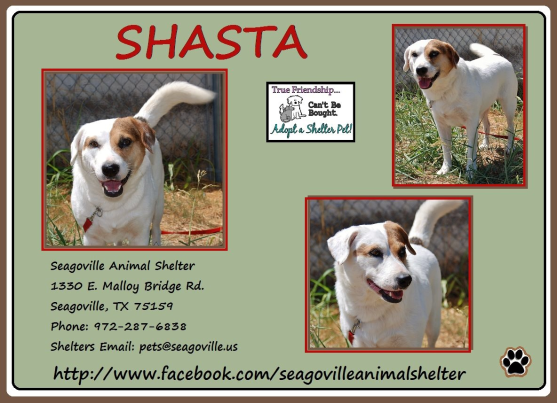 SHASTA
True Friendship...
Can't Be
Bought.
Adopt a Shelter Pet!
Seagoville Animal Shelter
1330 E. Malloy Bridge Rd.
Seagoville, TX 75159
Phone: 972-287-6838
Shelters Email: pets@seagoville.us
http://www.facebook.com/seagovilleanimalshelter